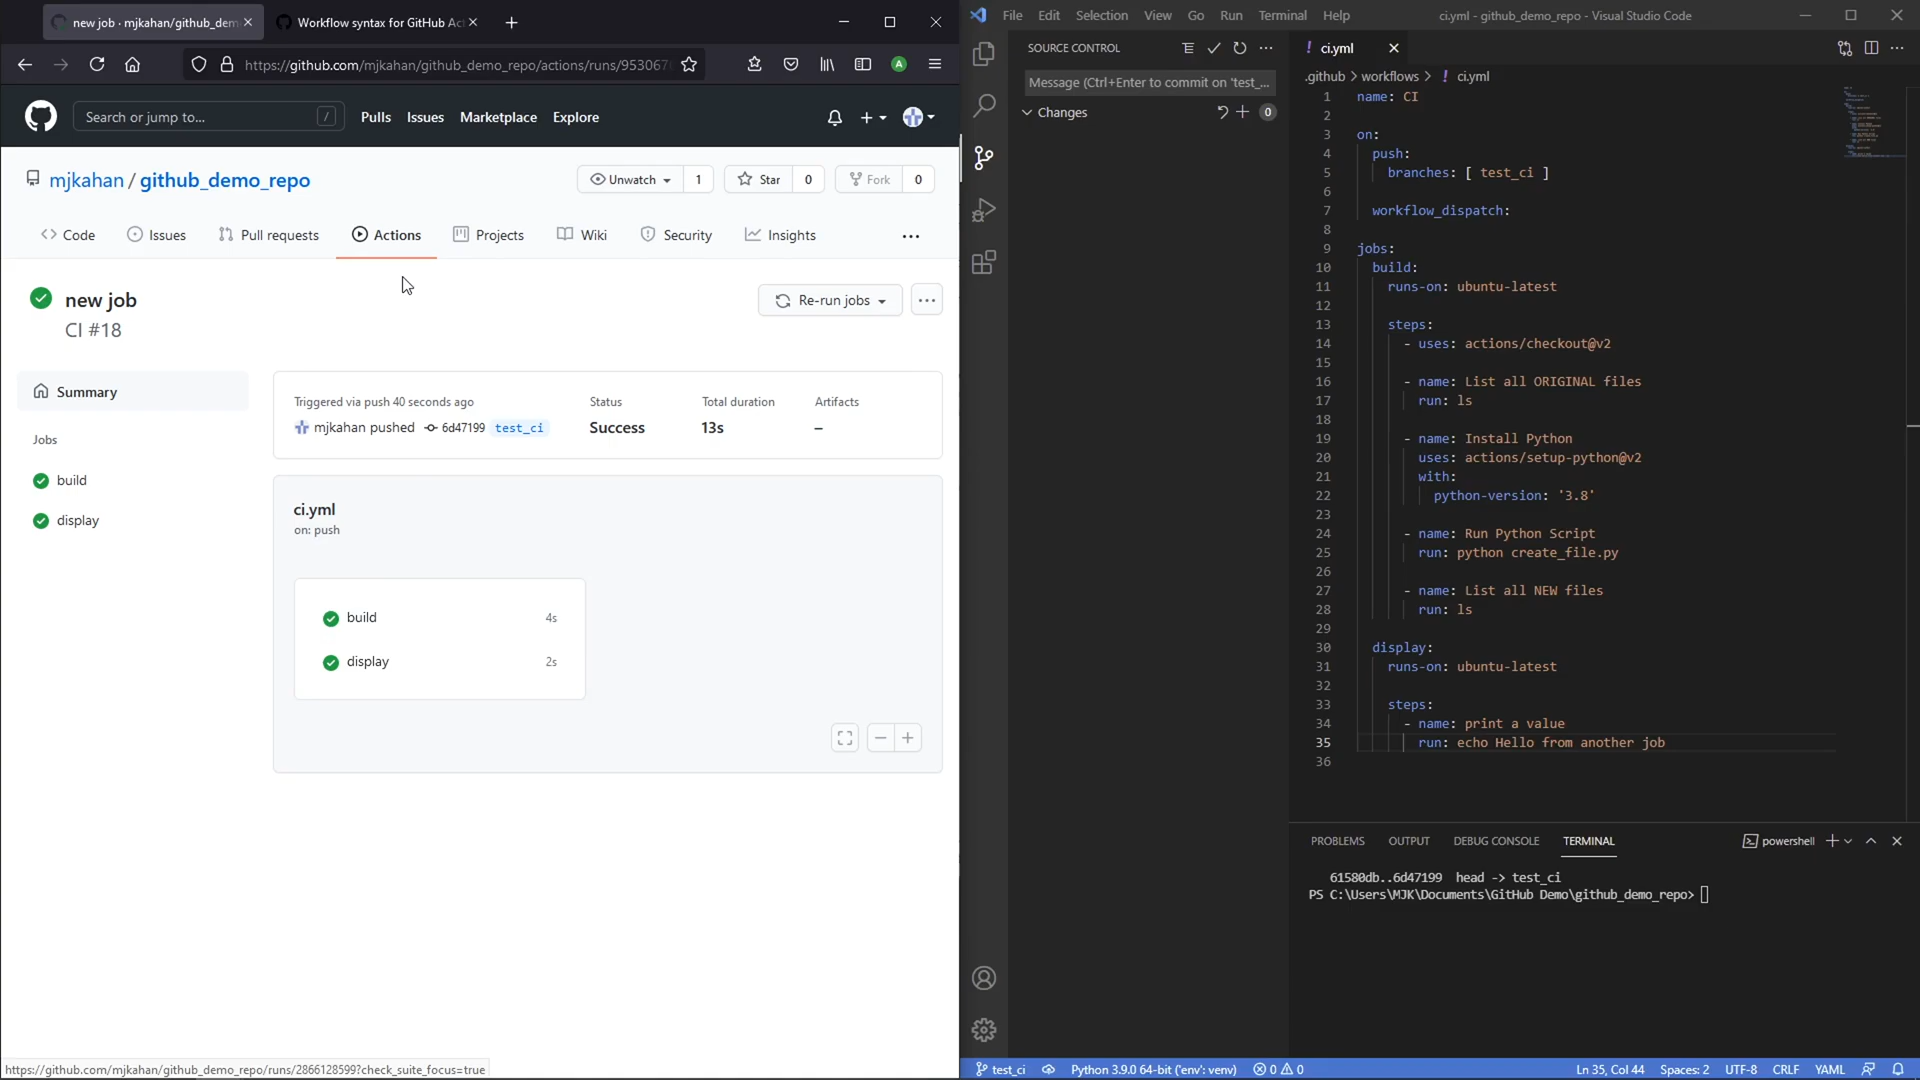 new job · mjkahan/github_dem
Workflow syntax for GitHub Act
https://github.com/mjkahan/github_demo_repo/actions/runs/953067
A
Search or jump to...
/
Pulls
Issues
Marketplace
Explore
mjkahan / github_demo_repo
Unwatch
1
Star
0
Fork
0
Code
Issues
Pull requests
Actions
Projects
Wiki
Security
Insights
new job
CI #18
Re-run jobs
Summary
Jobs
build
display
Triggered via push 40 seconds ago
mjkahan pushed 6d47199 test_ci
Status
Success
Total duration
13s
Artifacts
–
ci.yml
on: push
build 4s
display 2s
https://github.com/mjkahan/github_demo_repo/runs/2866128599?check_suite_focus=true
File Edit Selection View Go Run Terminal Help
ci.yml - github_demo_repo - Visual Studio Code
SOURCE CONTROL
Message (Ctrl+Enter to commit on 'test_...
Changes
0
! ci.yml
.github > workflows > ! ci.yml
1 name: CI
2
3 on:
4 push:
5 branches: [ test_ci ]
6
7 workflow_dispatch:
8
9 jobs:
10 build:
11 runs-on: ubuntu-latest
12
13 steps:
14 - uses: actions/checkout@v2
15
16 - name: List all ORIGINAL files
17 run: ls
18
19 - name: Install Python
20 uses: actions/setup-python@v2
21 with:
22 python-version: '3.8'
23
24 - name: Run Python Script
25 run: python create_file.py
26
27 - name: List all NEW files
28 run: ls
29
30 display:
31 runs-on: ubuntu-latest
32
33 steps:
34 - name: print a value
35 run: echo Hello from another job
36
PROBLEMS OUTPUT DEBUG CONSOLE TERMINAL
powershell
61580db..6d47199 head -> test_ci
PS C:\Users\MJK\Documents\GitHub Demo\github_demo_repo>
test_ci
Python 3.9.0 64-bit ('env': venv)
0 0
Ln 35, Col 44
Spaces: 2
UTF-8
CRLF
YAML